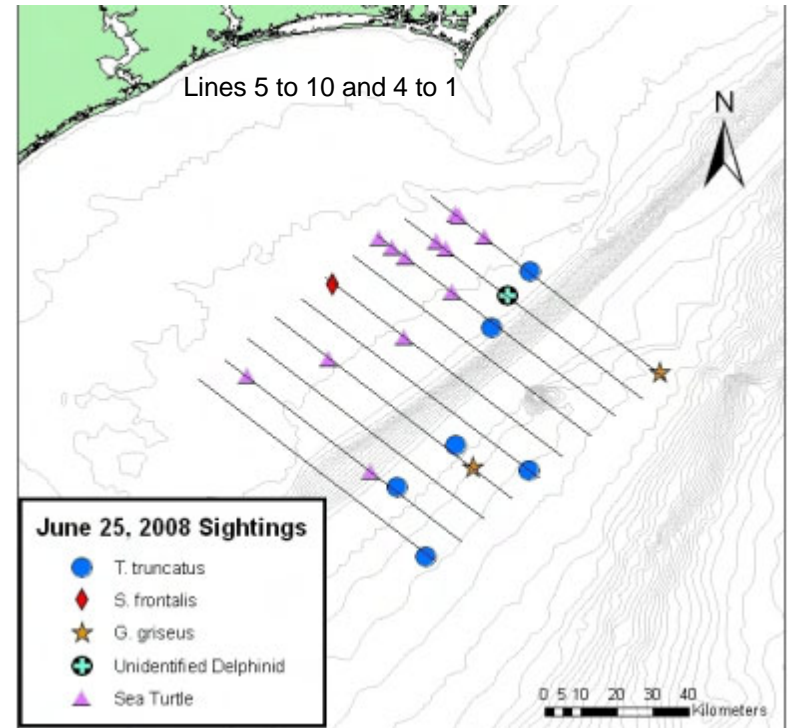 Lines 5 to 10 and 4 to 1
N
June 25, 2008 Sightings
T. truncatus
S. frontalis
G. griseus
Unidentified Delphinid
Sea Turtle
0 5 10 20 30 40
Kilometers